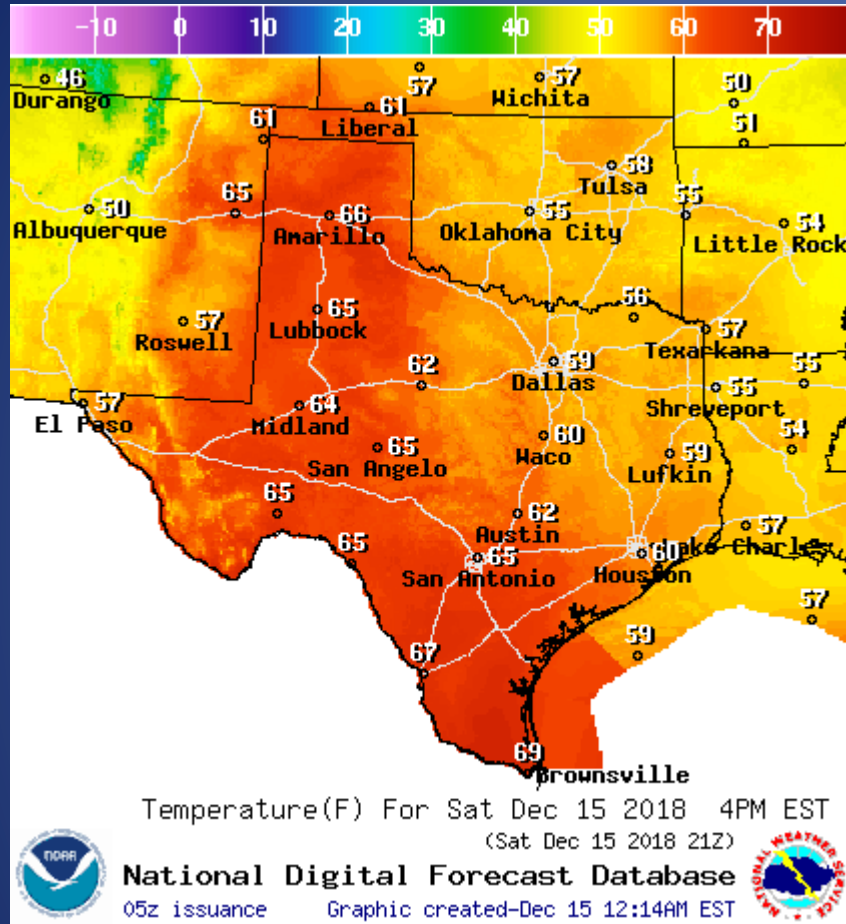 -10 0 10 20 30 40 50 60 70
46
Durango
57
57
Wichita
50
61
Liberal
61
51
58
Tulsa
50
Albuquerque
65
66
Amarillo
55
Oklahoma City
55
54
Little Rock
57
Roswell
65
Lubbock
56
57
Texarkana
62
59
Dallas
55
Shreveport
55
57
El Paso
64
Midland
65
San Angelo
60
Waco
59
Lufkin
54
65
62
Austin
57
Lake Charles
65
65
San Antonio
60
Houston
57
59
67
69
Brownsville
Temperature(F) For Sat Dec 15 2018 4PM EST
(Sat Dec 15 2018 21Z)
National Digital Forecast Database
05z issuance Graphic created-Dec 15 12:14AM EST
NOAA
NATIONAL WEATHER SERVICE